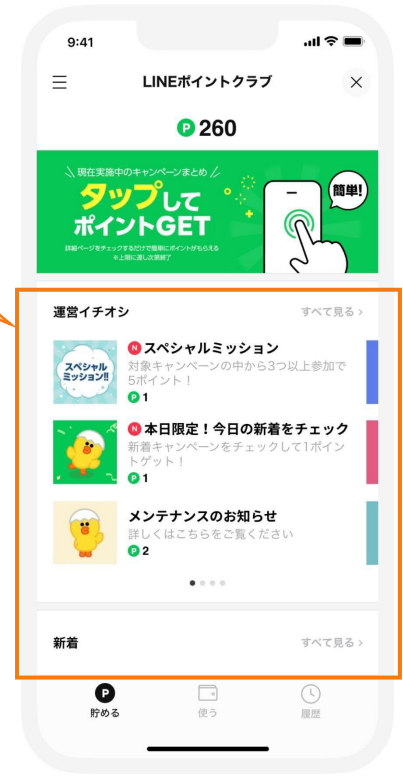 9:41
LINEポイントクラブ
P 260
現在実施中のキャンペーンまとめ
タップして
ポイントGET
簡単!
詳細ページをチェックするだけで簡単にポイントがもらえる
※上限に達し次第終了
運営イチオシ
すべて見る
スペシャル
ミッション!!
N スペシャルミッション
対象キャンペーンの中から3つ以上参加で
5ポイント!
P 1
N 本日限定!今日の新着をチェック
新着キャンペーンをチェックして1ポイン
トゲット!
P 1
メンテナンスのお知らせ
詳しくはこちらをご覧ください
P 2
新着
すべて見る
P
貯める
使う
履歴